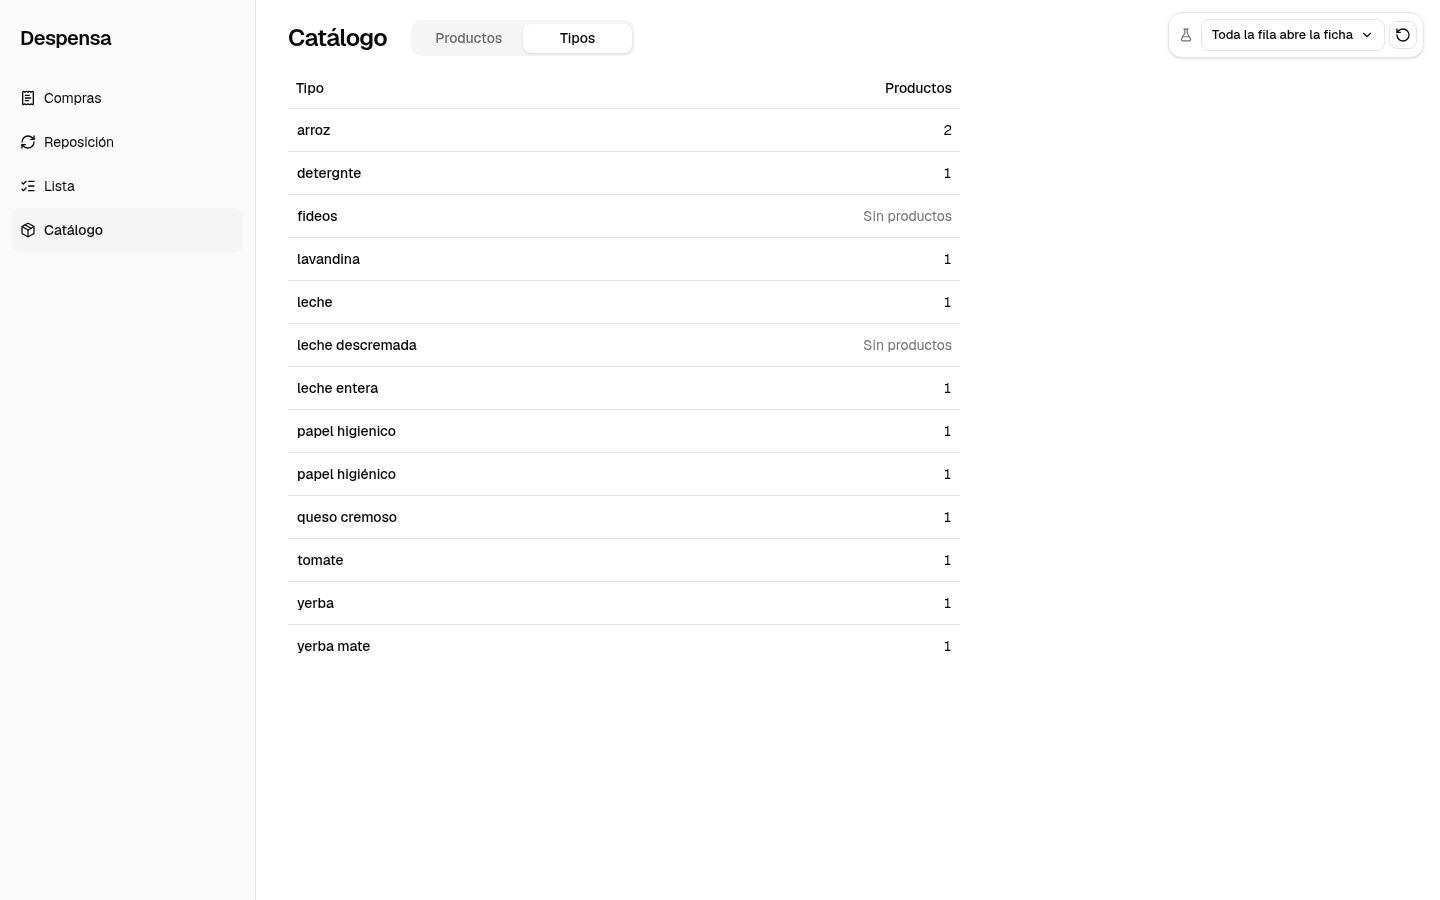 Despensa
Compras
Reposición
Lista
Catálogo
Catálogo
Productos
Tipos
Toda la fila abre la ficha
Tipo Productos
arroz 2
detergnte 1
fideos Sin productos
lavandina 1
leche 1
leche descremada Sin productos
leche entera 1
papel higienico 1
papel higiénico 1
queso cremoso 1
tomate 1
yerba 1
yerba mate 1